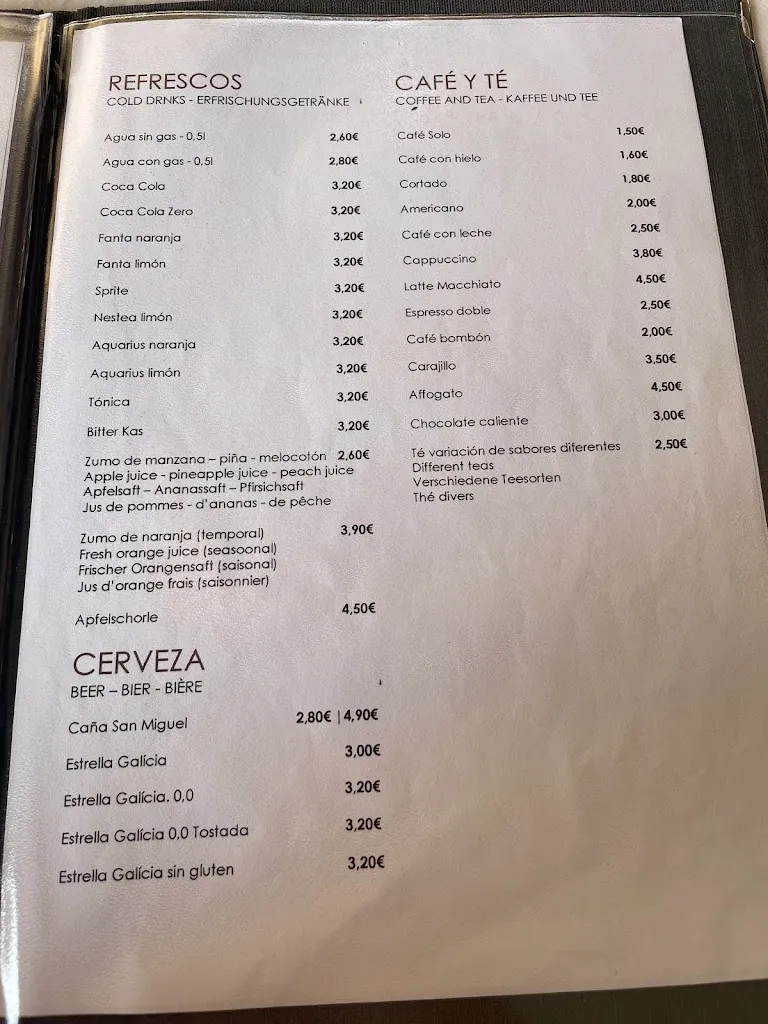 REFRESCOS
COLD DRNKS - ERFRISCHUNGSGETRÄNKE
Agua sin gas - 0,5l 2,60€
Agua con gas - 0,5l 2,80€
Coca Cola 3,20€
Coca Cola Zero 3,20€
Fanta naranja 3,20€
Fanta limón 3,20€
Sprite 3,20€
Nestea limón 3,20€
Aquarius naranja 3,20€
Aquarius limón 3,20€
Tónica 3,20€
Bitter Kas 3,20€
Zumo de manzana – piña - melocotón 2,60€
Apple juice - pineapple juice - peach juice
Apfelsaft – Ananassaft – Pfirsichsaft
Jus de pommes - d'ananas - de pêche
Zumo de naranja (temporal) 3,90€
Fresh orange juice (seasoonal)
Frischer Orangensaft (saisonal)
Jus d'orange frais (saisonnier)
Apfelschorle 4,50€
CERVEZA
BEER – BIER - BIÈRE
Caña San Miguel 2,80€ | 4,90€
Estrella Galícia 3,00€
Estrella Galícia. 0,0 3,20€
Estrella Galícia 0,0 Tostada 3,20€
Estrella Galícia sin gluten 3,20€
CAFÉ Y TÉ
COFFEE AND TEA - KAFFEE UND TEE
Café Solo 1,50€
Café con hielo 1,60€
Cortado 1,80€
Americano 2,00€
Café con leche 2,50€
Cappuccino 3,80€
Latte Macchiato 4,50€
Espresso doble 2,50€
Café bombón 2,00€
Carajillo 3,50€
Affogato 4,50€
Chocolate caliente 3,00€
Té variación de sabores diferentes 2,50€
Different teas
Verschiedene Teesorten
Thé divers